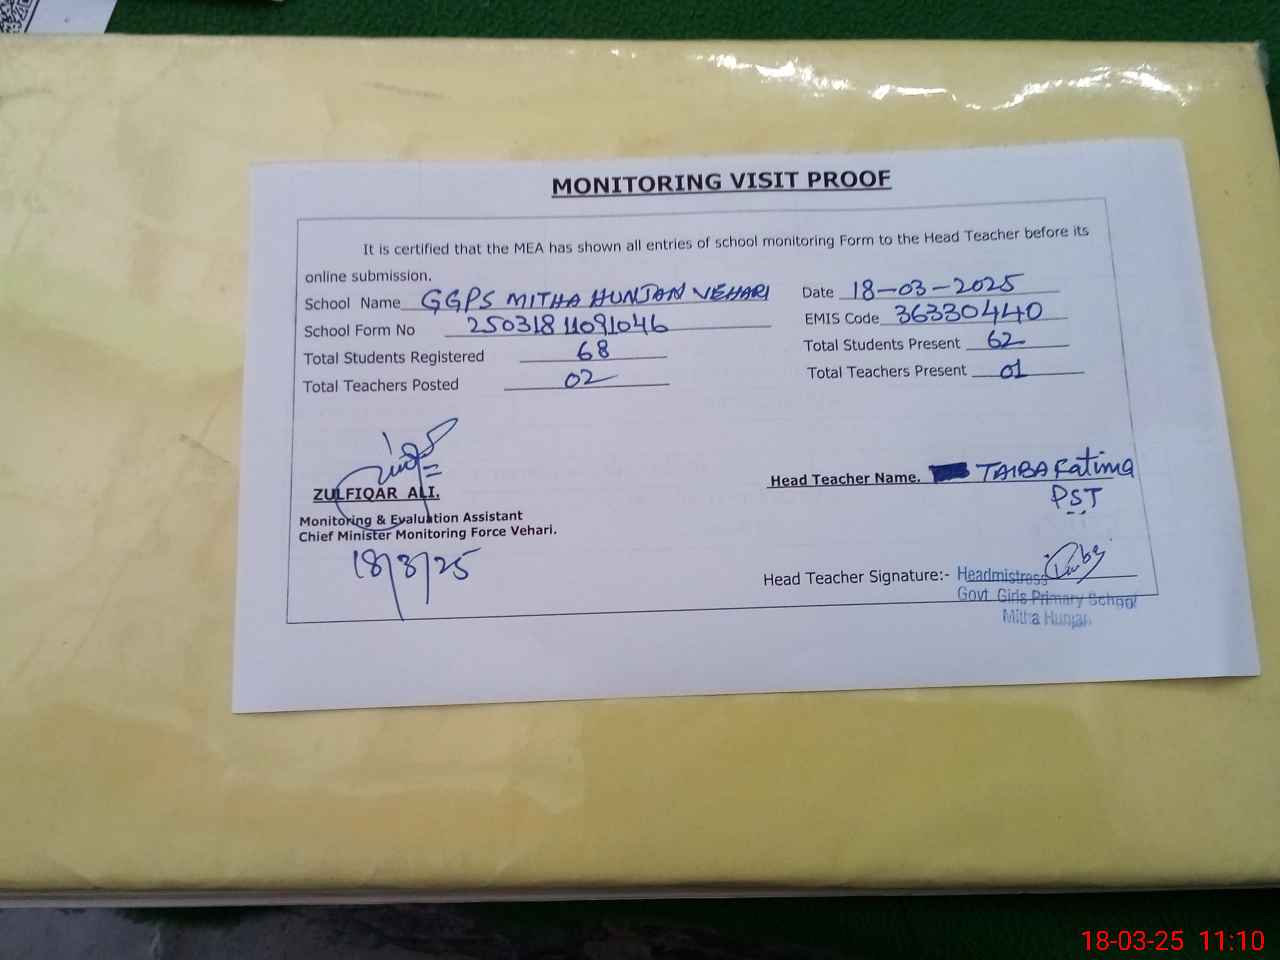 MONITORING VISIT PROOF
It is certified that the MEA has shown all entries of school monitoring Form to the Head Teacher before its
online submission.
School Name GGPS MITHA HUNJAN VEHARI Date 18-03-2025
School Form No 25031811091046 EMIS Code 36330440
Total Students Registered 68 Total Students Present 62
Total Teachers Posted 02 Total Teachers Present 01
ZULFIQAR ALI.
Monitoring & Evaluation Assistant
Chief Minister Monitoring Force Vehari.
18/3/25
Head Teacher Name. TAIBA Fatima
PST
Head Teacher Signature:- Headmistress
Govt Girls Primary School
Mitha Hunjan
18-03-25 11:10